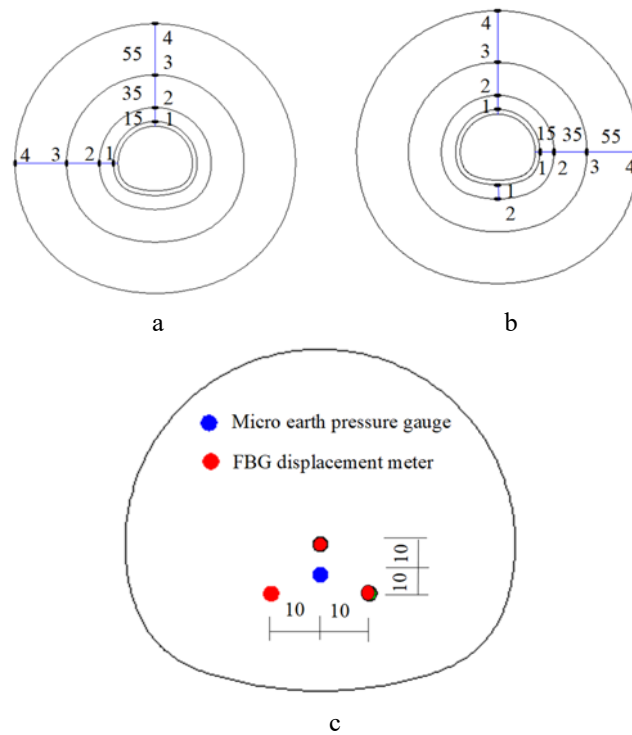 4
55
3
35
2
15 1
4 3 2 1
a
4
3
2
1 15 35 55
1 2 3 4
1
2
b
Micro earth pressure gauge
FBG displacement meter
10
10
10 10
c